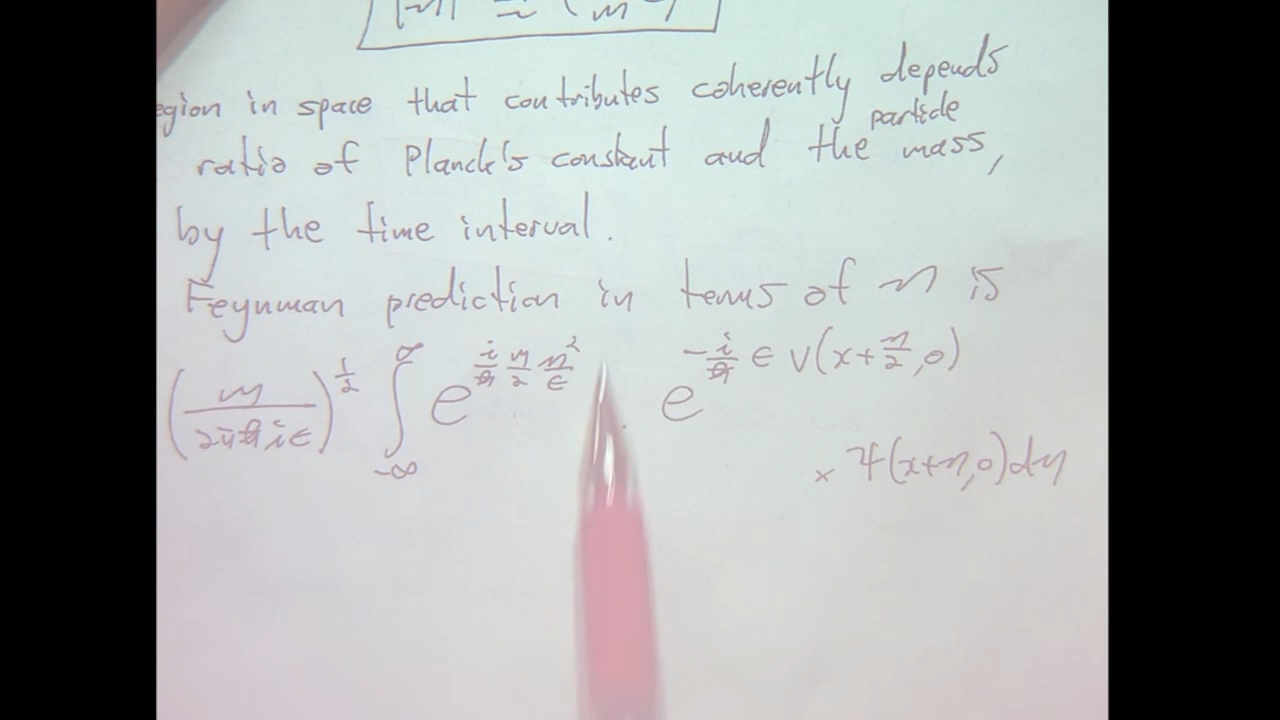 |η| ≅ (
m
egion in space that contributes coherently depends
particle
ratio of Planck's constant and the mass,
by the time interval.
Feynman prediction in terms of η is
(m/2πħiε)^{1/2} ∫_{-∞}^{∞} e^{i/ħ m/2 η²/ε} e^{-i/ħ ε V(x+η/2,0)}
× Ψ(x+η,0)dη